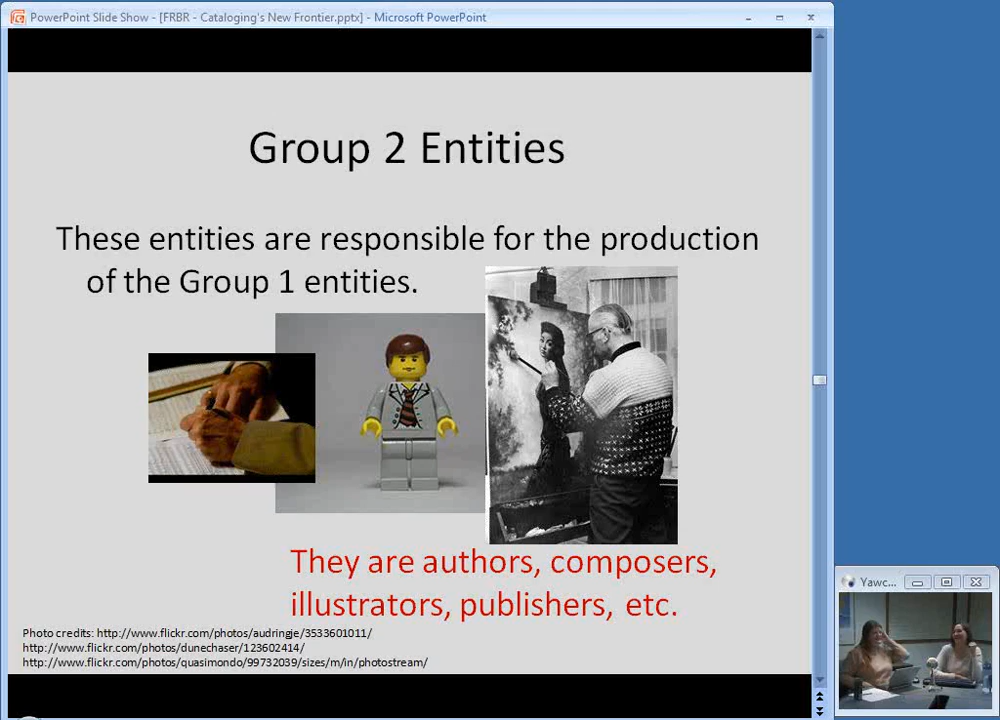 PowerPoint Slide Show - [FRBR - Cataloging's New Frontier.pptx] - Microsoft PowerPoint
Group 2 Entities
These entities are responsible for the production
of the Group 1 entities.
They are authors, composers,
illustrators, publishers, etc.
Photo credits: http://www.flickr.com/photos/audringje/3533601011/
http://www.flickr.com/photos/dunechaser/123602414/
http://www.flickr.com/photos/quasimondo/99732039/sizes/m/in/photostream/
Yawc...